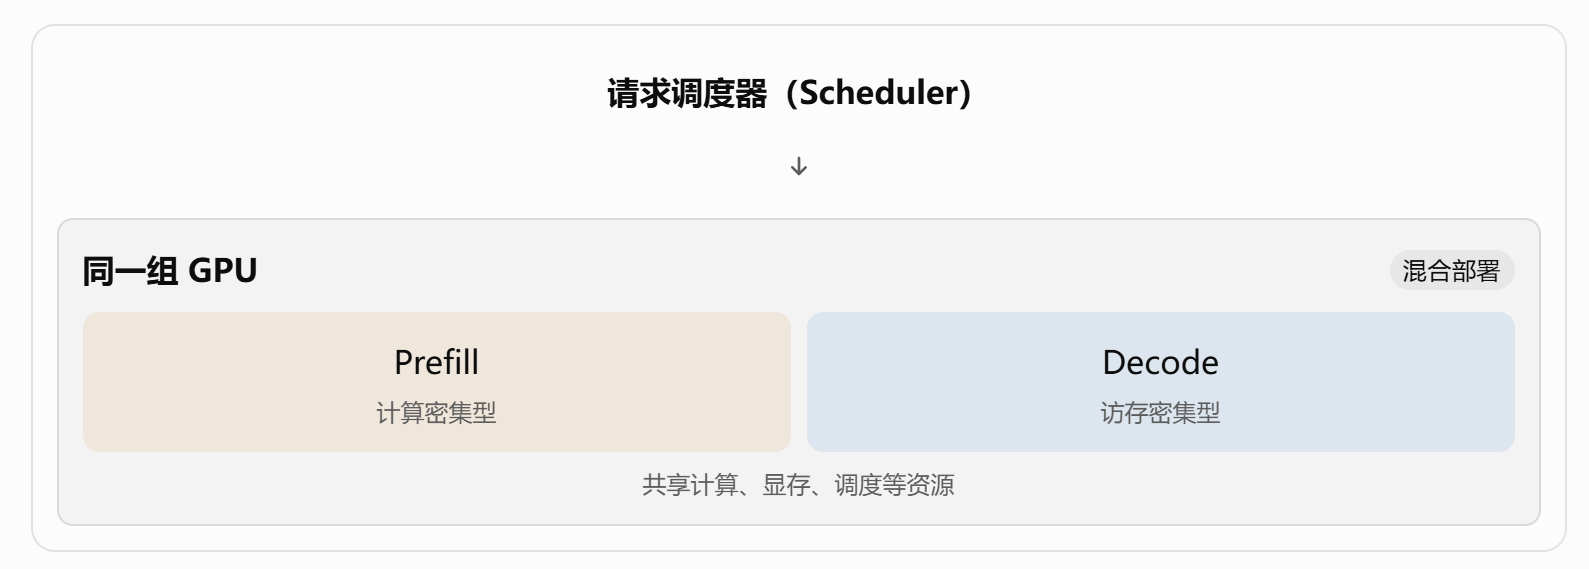 请求调度器（Scheduler）
↓
同一组 GPU
混合部署
Prefill
计算密集型
Decode
访存密集型
共享计算、显存、调度等资源